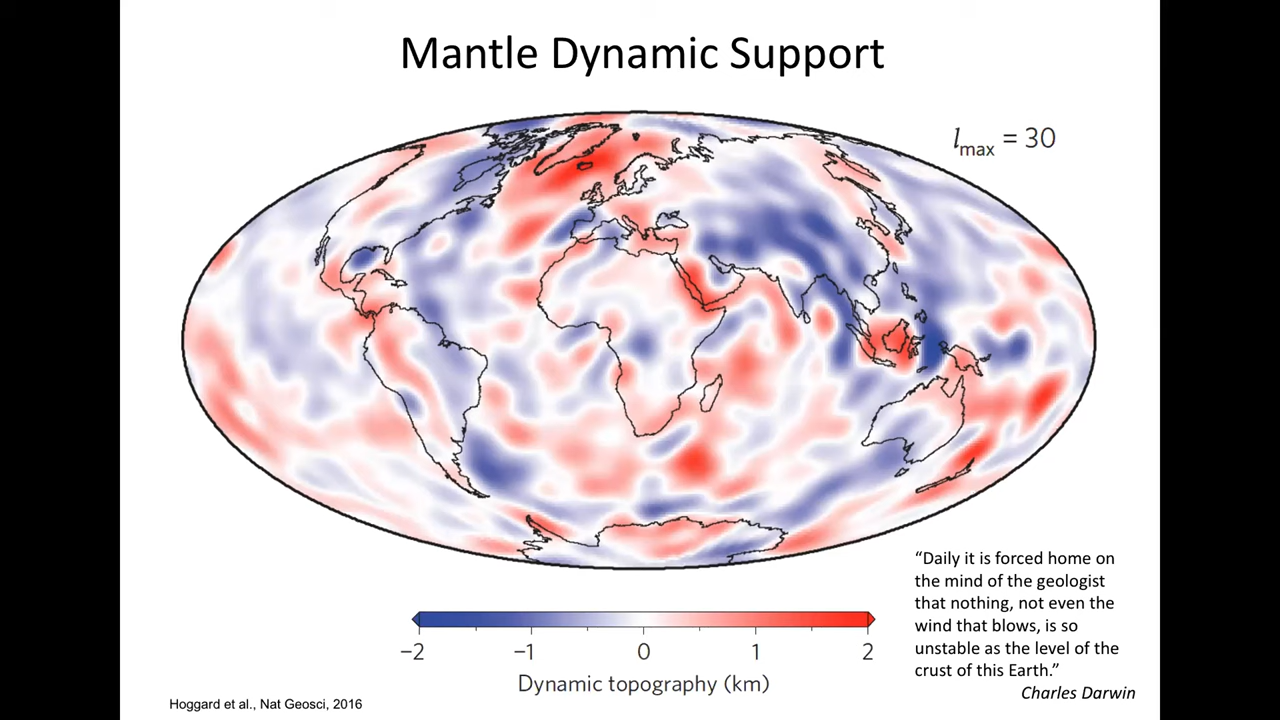 Mantle Dynamic Support
lmax = 30
−2 −1 0 1 2
Dynamic topography (km)
“Daily it is forced home on
the mind of the geologist
that nothing, not even the
wind that blows, is so
unstable as the level of the
crust of this Earth.”
Charles Darwin
Hoggard et al., Nat Geosci, 2016